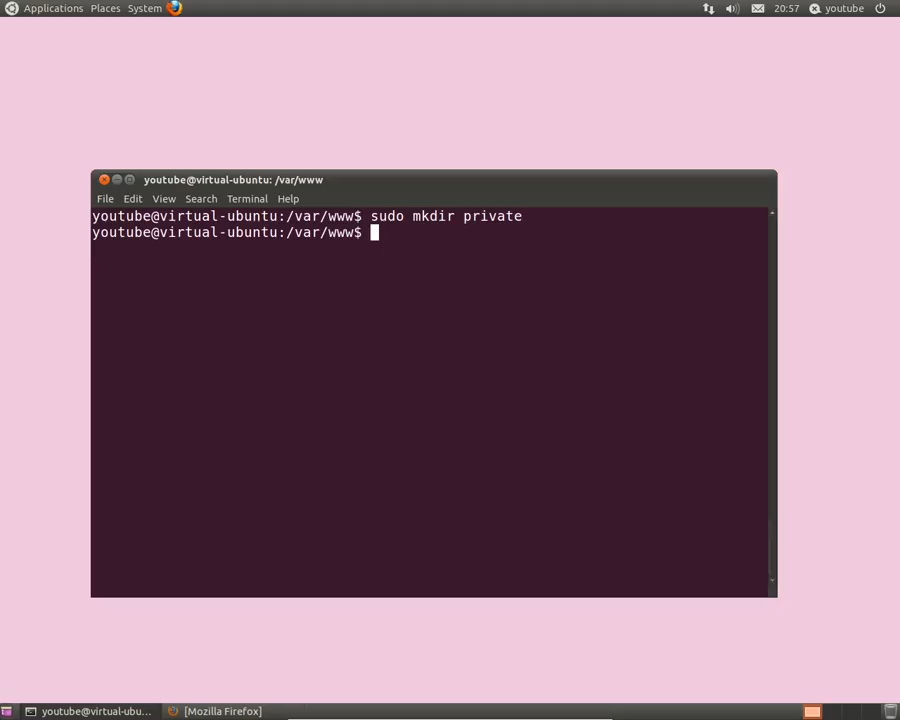 Applications Places System 20:57 youtube
youtube@virtual-ubuntu: /var/www
File Edit View Search Terminal Help
youtube@virtual-ubuntu:/var/www$ sudo mkdir private
youtube@virtual-ubuntu:/var/www$
youtube@virtual-ubu... [Mozilla Firefox]